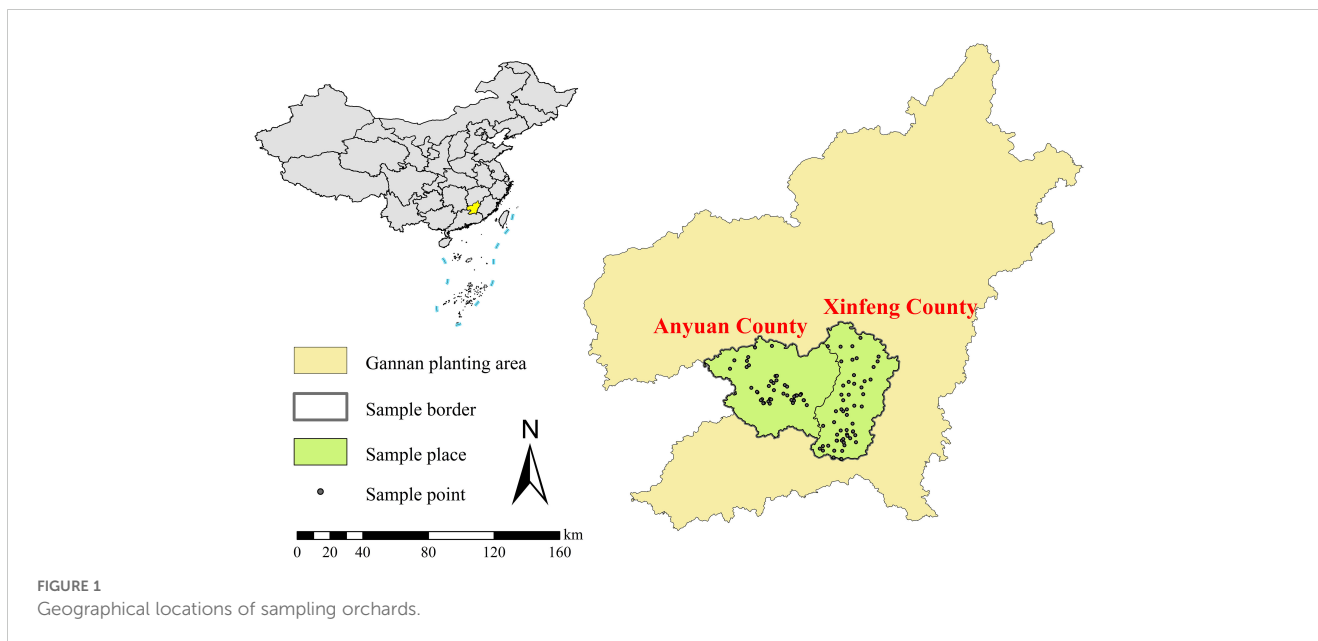 Xinfeng County
Anyuan County
Gannan planting area
Sample border
Sample place
Sample point
N
km
0 20 40 80 120 160
FIGURE 1
Geographical locations of sampling orchards.